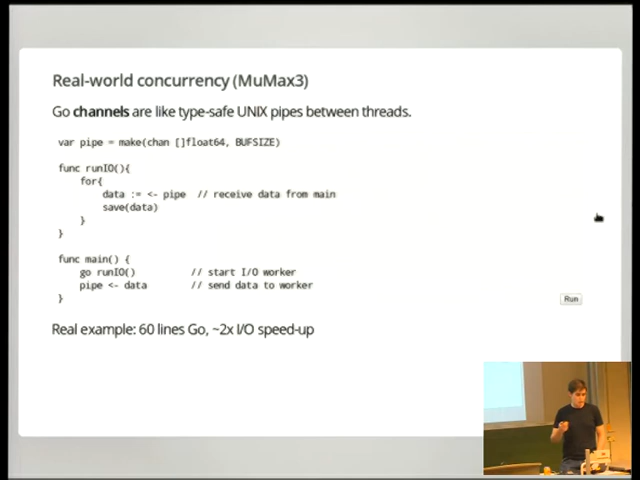 Real-world concurrency (MuMax3)
Go channels are like type-safe UNIX pipes between threads.
var pipe = make(chan []float64, BUFSIZE)
func runIO(){
for{
data := <- pipe // receive data from main
save(data)
}
}
func main() {
go runIO() // start I/O worker
pipe <- data // send data to worker
}
Run
Real example: 60 lines Go, ~2x I/O speed-up